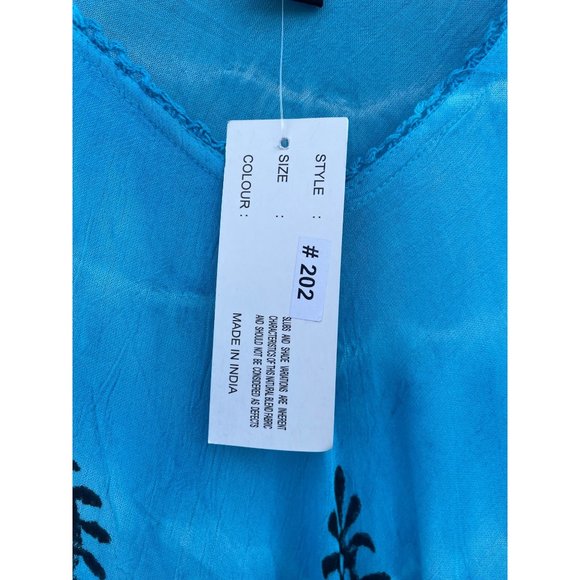 STYLE :
SIZE :
COLOUR :
# 202
SLUBS AND SHADE VARIATIONS ARE INHERENT
CHARACTERISTICS OF THIS NATURAL BLEND FABRIC
AND SHOULD NOT BE CONSIDERED AS DEFECTS
MADE IN INDIA